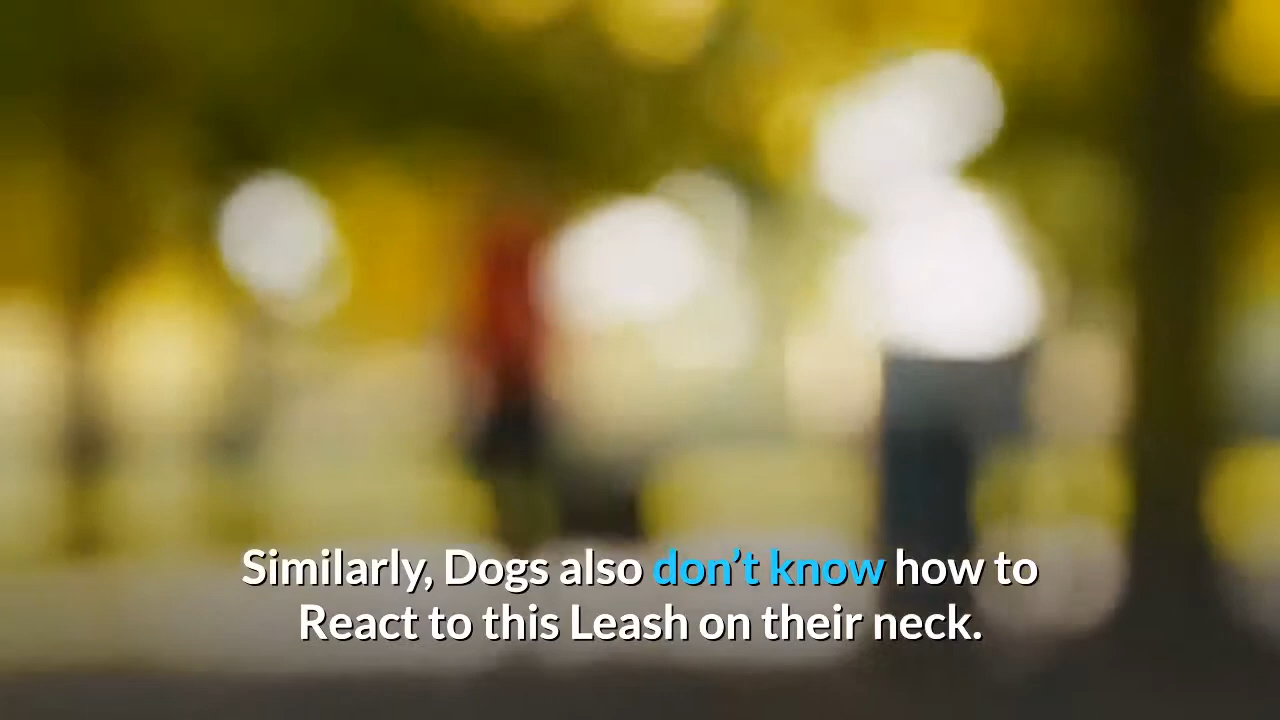 Similarly, Dogs also don't know how to
React to this Leash on their neck.